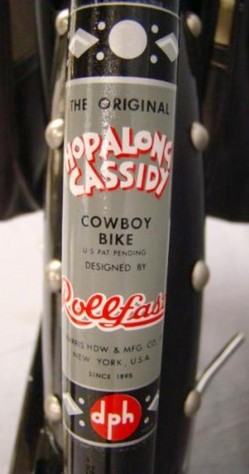 THE ORIGINAL
HOPALONG
CASSIDY
COWBOY
BIKE
U S PAT PENDING
DESIGNED BY
Rollfast
HDW & MFG. CO.
NEW YORK, U.S.A.
SINCE 1895
dph